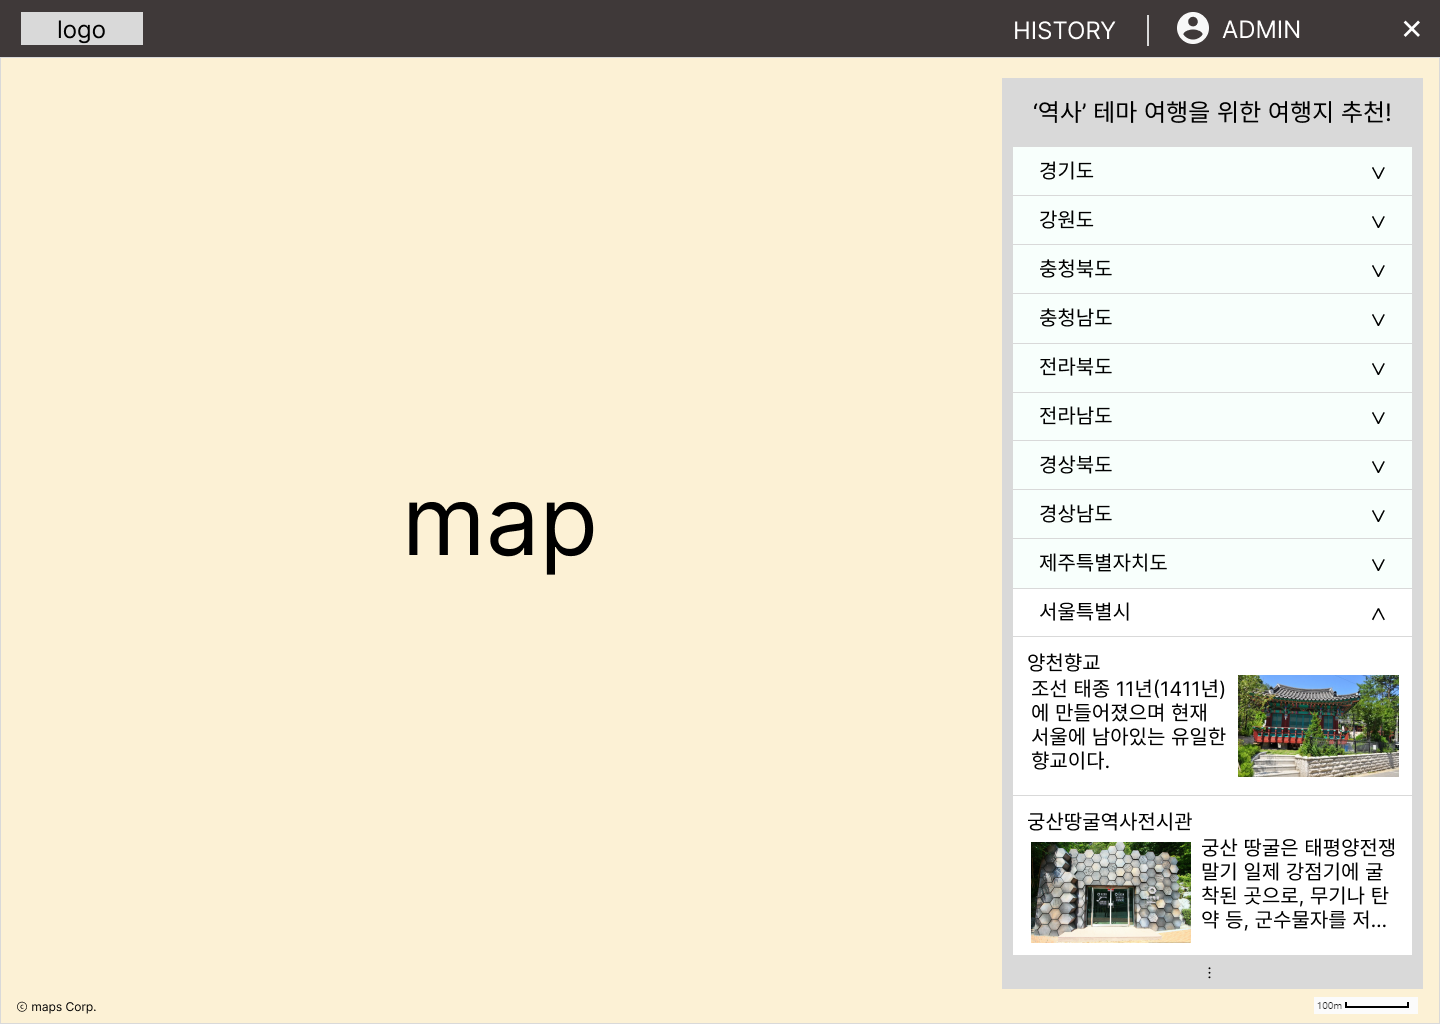 logo
HISTORY
ADMIN
‘역사’ 테마 여행을 위한 여행지 추천!
경기도
강원도
충청북도
충청남도
전라북도
전라남도
경상북도
경상남도
제주특별자치도
서울특별시
양천향교
조선 태종 11년(1411년)
에 만들어졌으며 현재
서울에 남아있는 유일한
향교이다.
궁산땅굴역사전시관
궁산 땅굴은 태평양전쟁
말기 일제 강점기에 굴
착된 곳으로, 무기나 탄
약 등, 군수물자를 저...
map
ⓒ maps Corp.
100m